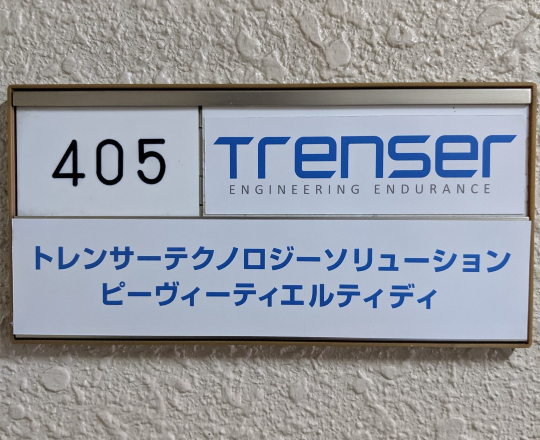 405
Trenser
ENGINEERING ENDURANCE
トレンサーテクノロジーソリューション
ピーヴィーティエルティディ